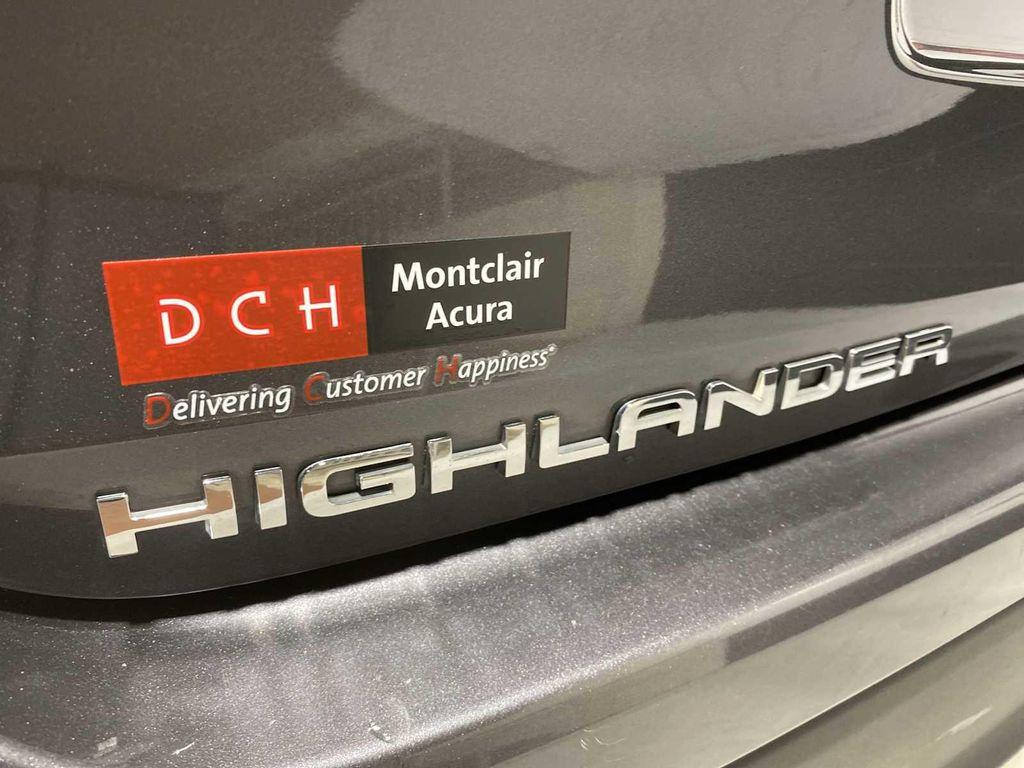 DCH
Montclair
Acura
Delivering Customer Happiness®
HIGHLANDER